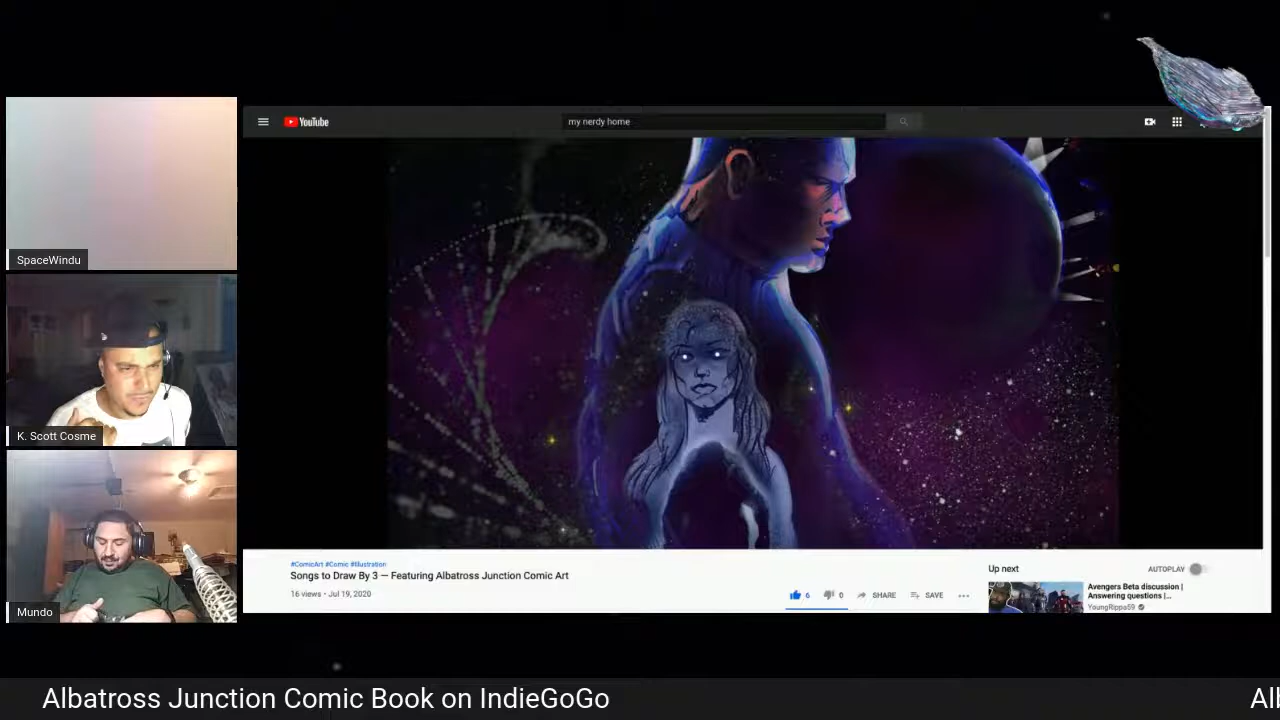 YouTube
my nerdy home
SpaceWindu
K. Scott Cosme
Mundo
#ComicArt #Comic #Illustration
Songs to Draw By 3 — Featuring Albatross Junction Comic Art
16 views • Jul 19, 2020
6
0
SHARE
SAVE
Up next
AUTOPLAY
Avengers Beta discussion |
Answering questions |...
YoungRippa59
Albatross Junction Comic Book on IndieGoGo
Alb